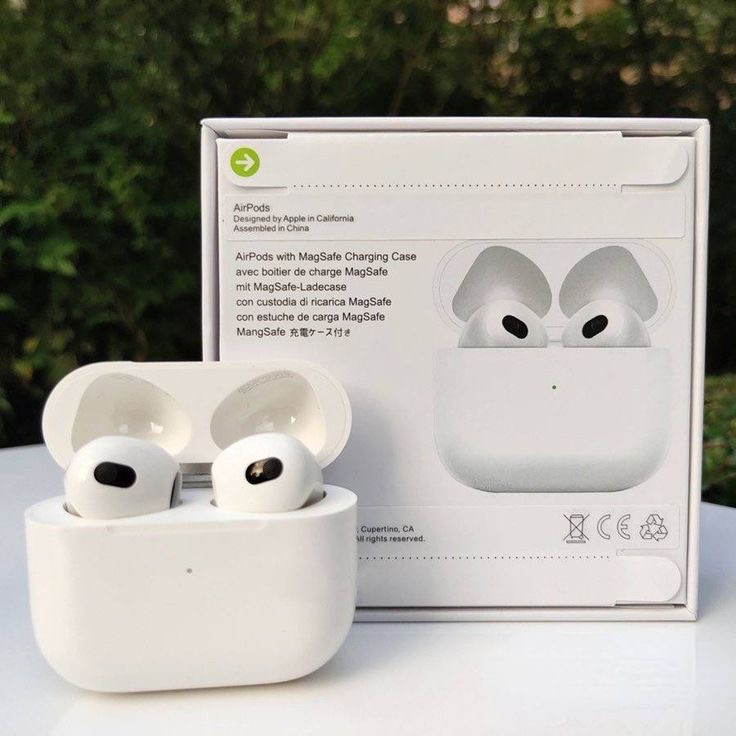 AirPods
Designed by Apple in California
Assembled in China
AirPods with MagSafe Charging Case
avec boitier de charge MagSafe
mit MagSafe-Ladecase
con custodia di ricarica MagSafe
con estuche de carga MagSafe
MangSafe 充電ケース付き
, Cupertino, CA
All rights reserved.
CE